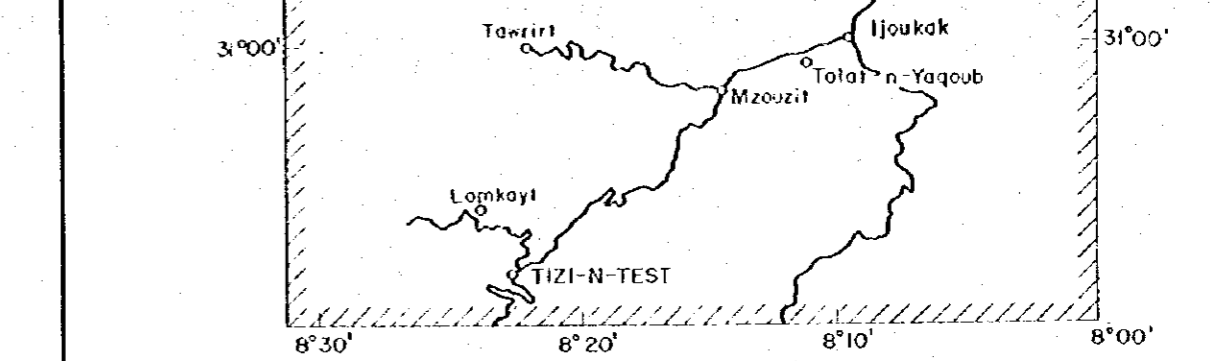 Tawrirt
Ijoukak
31°00'
31°00'
Talat n-Yaqoub
Mzouzit
Lamkayt
TIZI-N-TEST
8°30'
8°20'
8°10'
8°00'